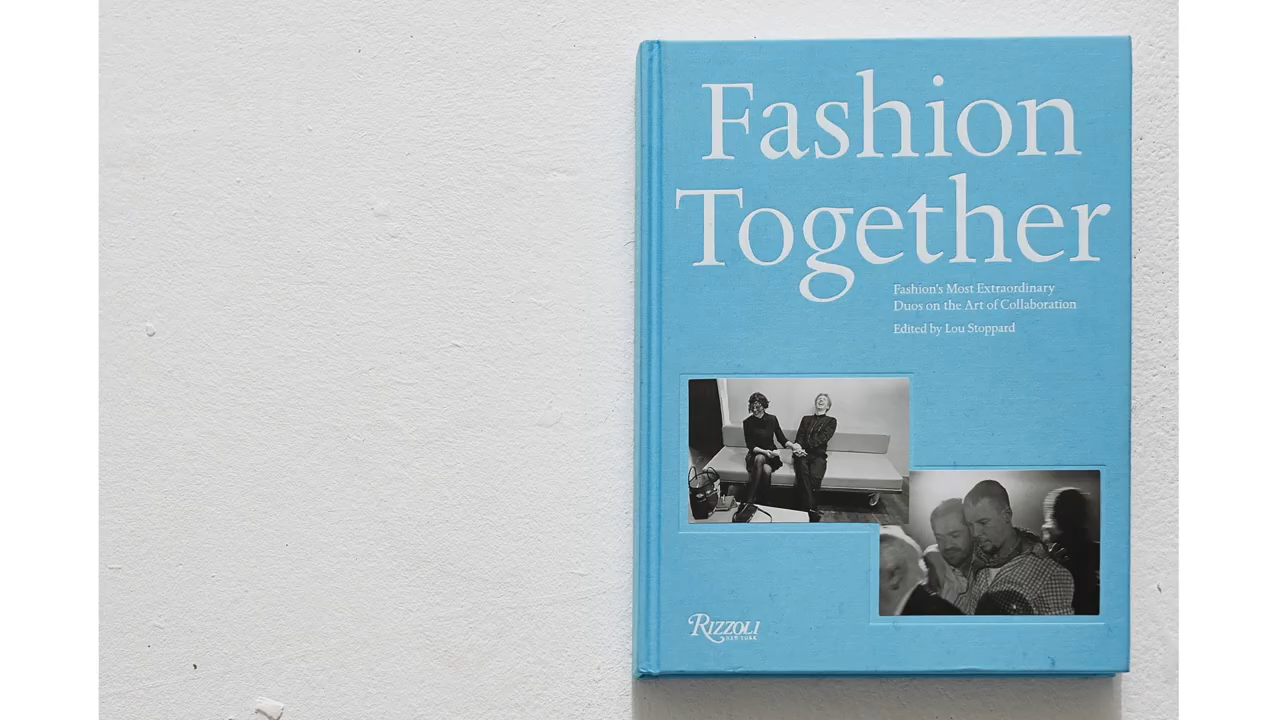 Fashion
Together
Fashion's Most Extraordinary
Duos on the Art of Collaboration
Edited by Lou Stoppard
RIZZOLI
NEW YORK